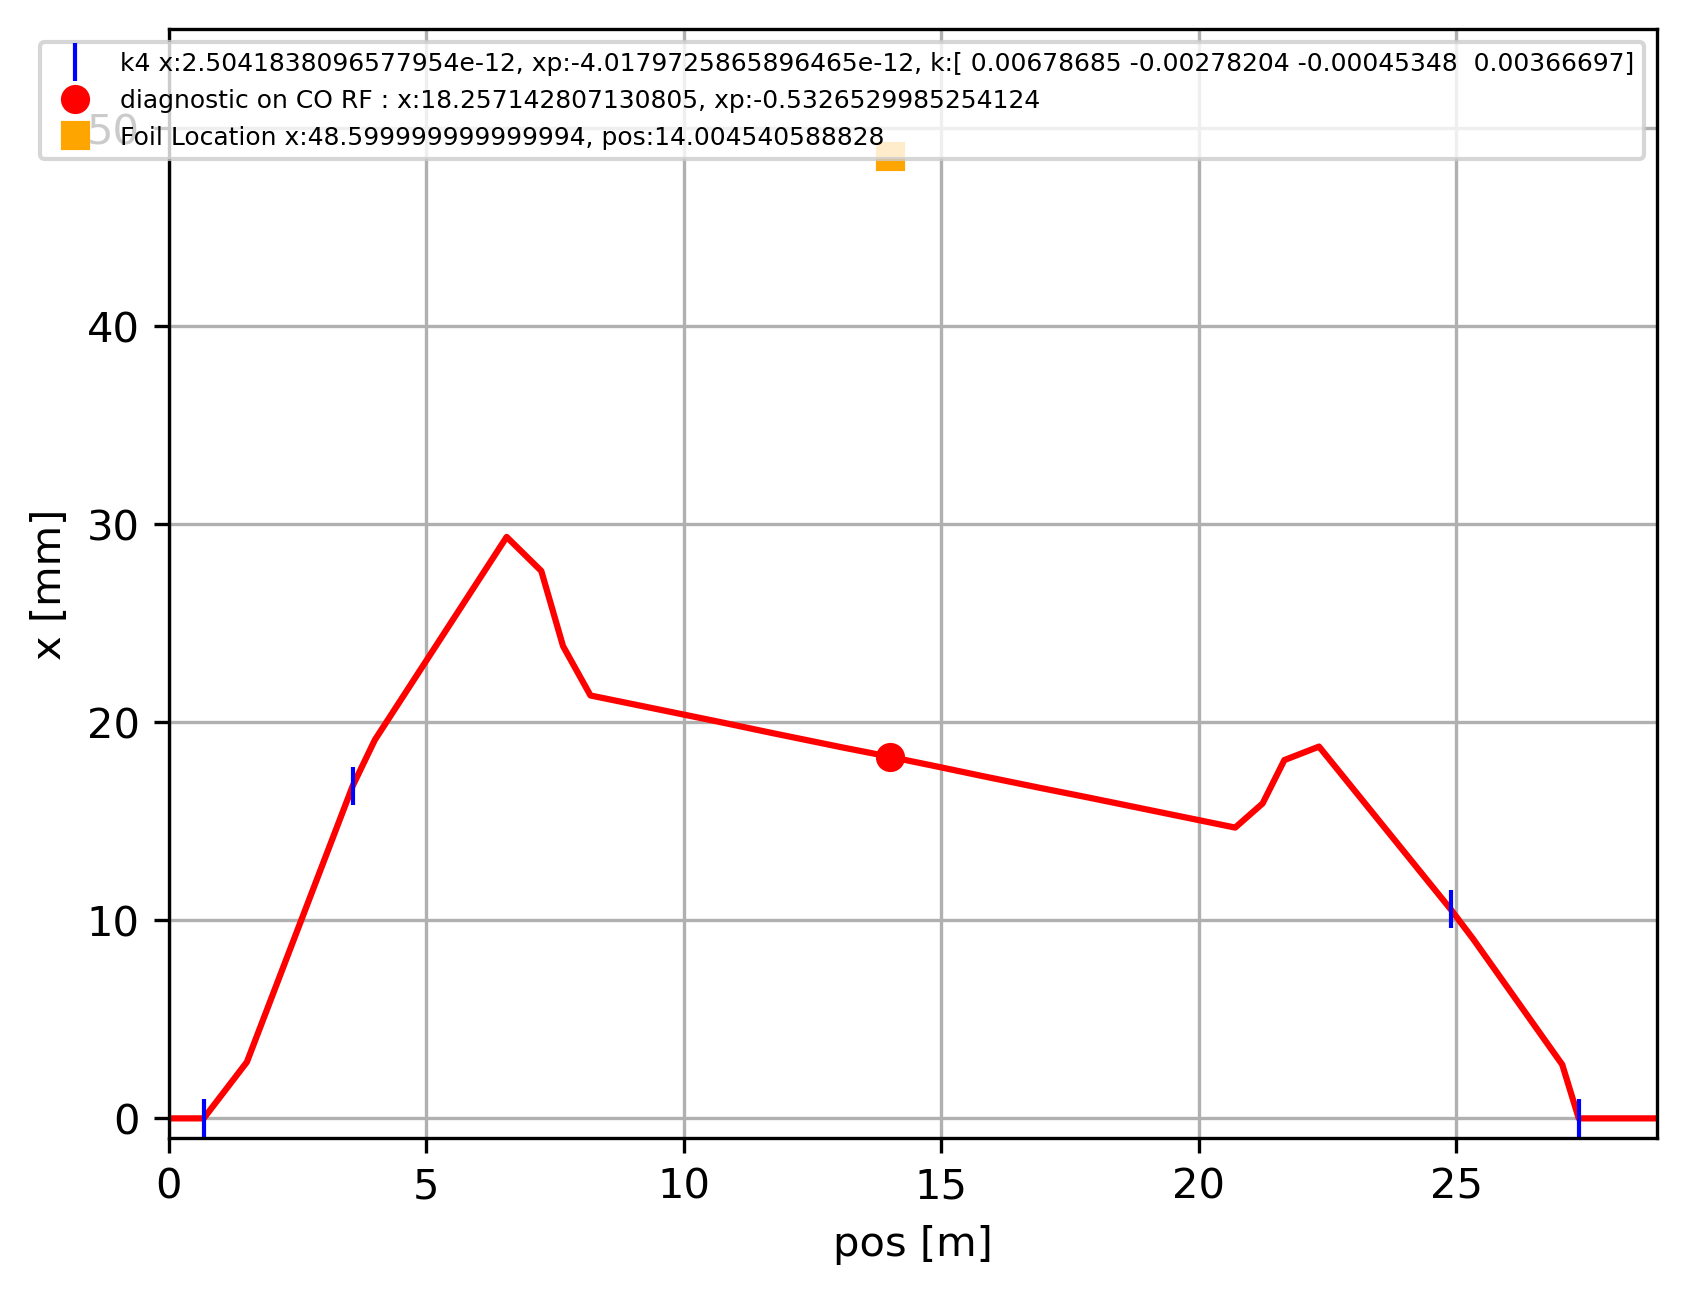 k4 x:2.5041838096577954e-12, xp:-4.0179725865896465e-12, k:[ 0.00678685 -0.00278204 -0.00045348  0.00366697]
diagnostic on CO RF : x:18.257142807130805, xp:-0.5326529985254124
Foil Location x:48.599999999999994, pos:14.004540588828
50
40
30
20
10
0
x [mm]
0 5 10 15 20 25
pos [m]